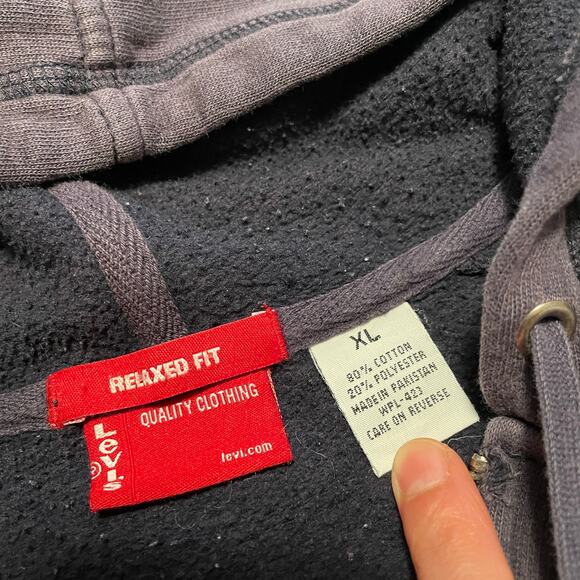 RELAXED FIT
QUALITY CLOTHING
Levi's
®
levi.com
XL
80% COTTON
20% POLYESTER
MADE IN PAKISTAN
WPL-423
CARE ON REVERSE